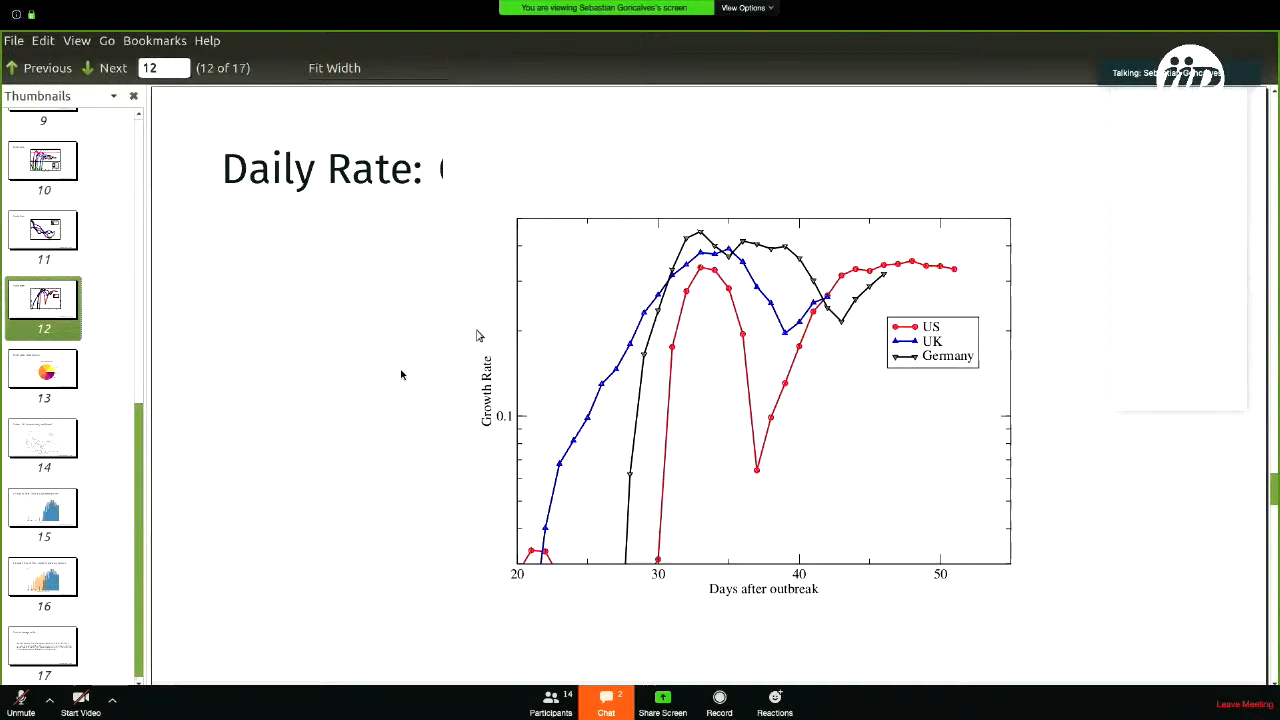 You are viewing Sebastian Goncalves's screen
View Options
File Edit View Go Bookmarks Help
Previous Next 12 (12 of 17) Fit Width
Talking: Sebastian Goncalves
Thumbnails
9
10
11
12
13
14
15
16
17
Daily Rate:
Growth Rate
0.1
US
UK
Germany
20 30 40 50
Days after outbreak
Unmute
Start Video
Participants 14
Chat 2
Share Screen
Record
Reactions
Leave Meeting